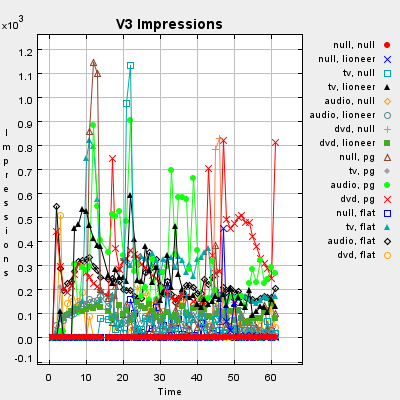 V3 Impressions
x10³
1.2
1.1
1.0
0.9
0.8
0.7
0.6
0.5
0.4
0.3
0.2
0.1
0.0
-0.1
Impressions
0 10 20 30 40 50 60
Time
null, null
null, lioneer
tv, null
tv, lioneer
audio, null
audio, lioneer
dvd, null
dvd, lioneer
null, pg
tv, pg
audio, pg
dvd, pg
null, flat
tv, flat
audio, flat
dvd, flat